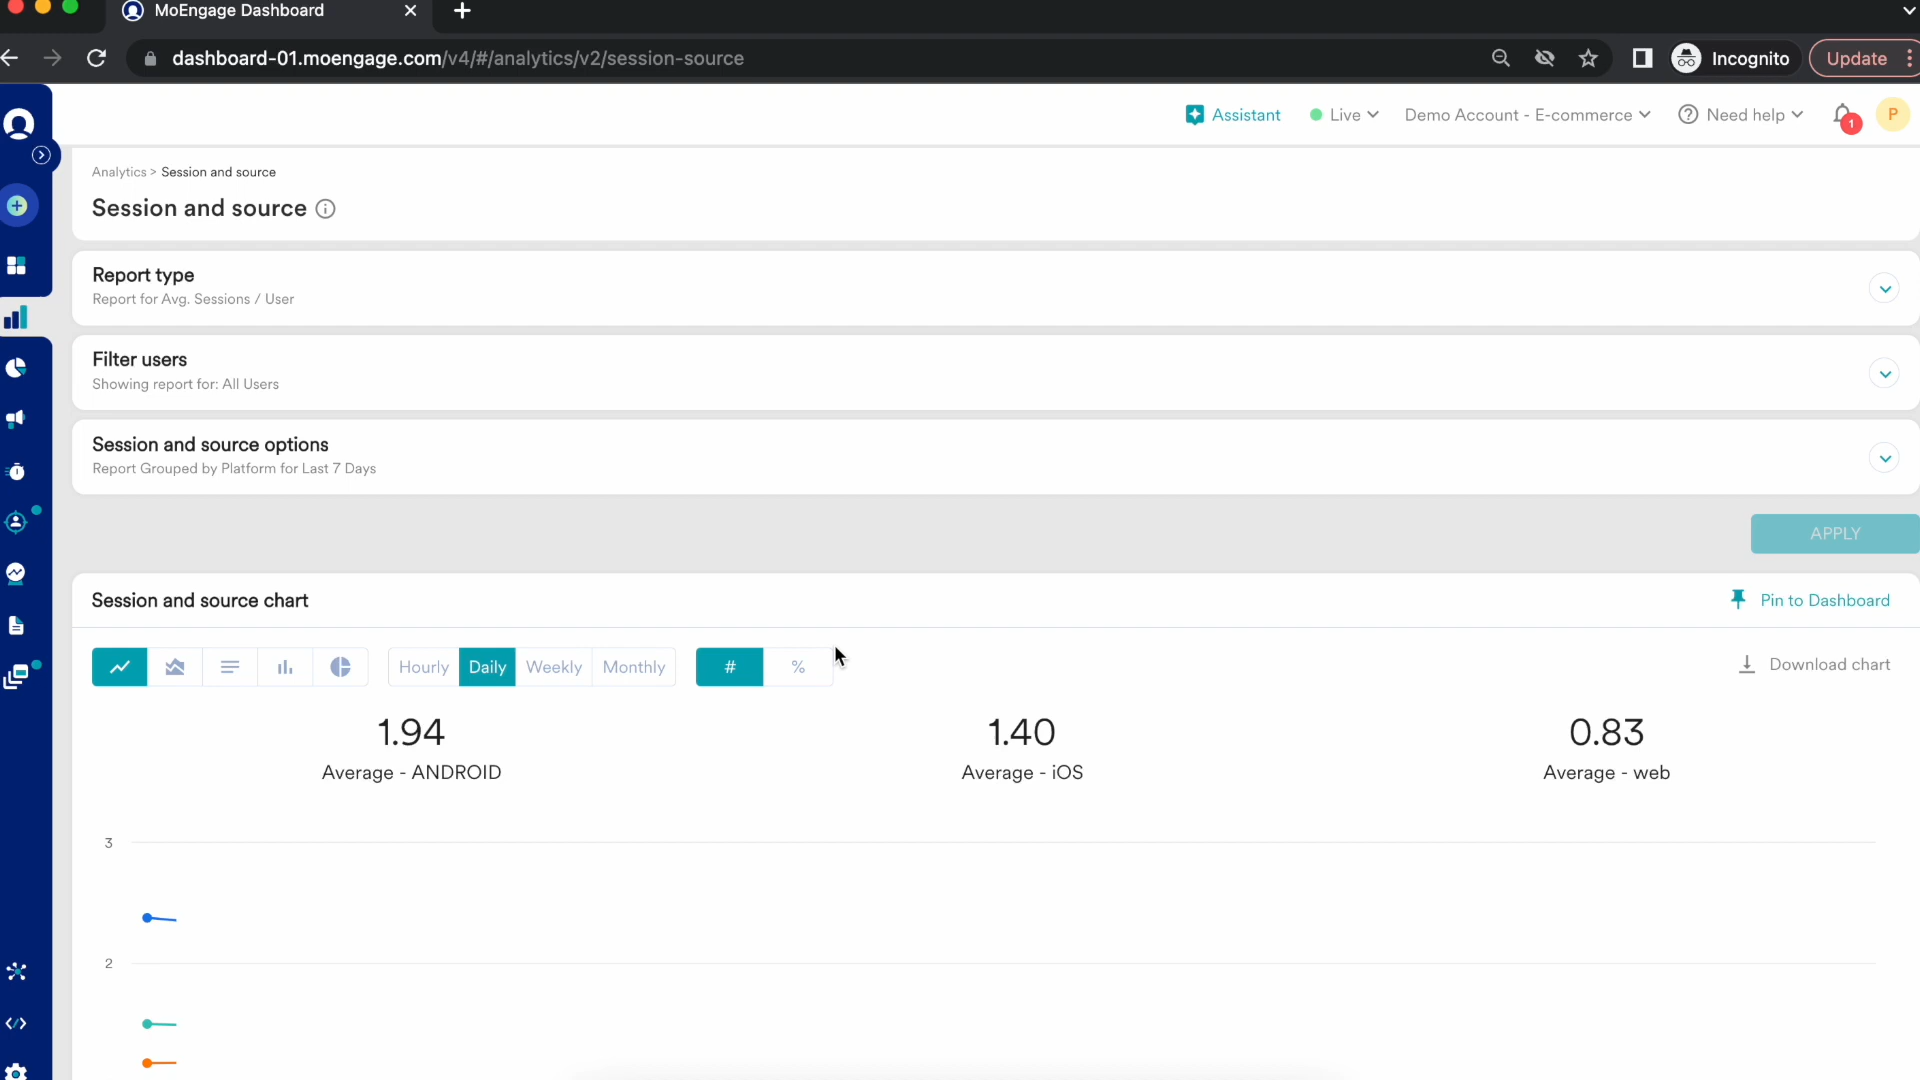 MoEngage Dashboard
dashboard-01.moengage.com/v4/#/analytics/v2/session-source
Incognito
Update
Assistant
Live
Demo Account - E-commerce
Need help
1
P
Analytics > Session and source
Session and source
Report type
Report for Avg. Sessions / User
Filter users
Showing report for: All Users
Session and source options
Report Grouped by Platform for Last 7 Days
APPLY
Session and source chart
Pin to Dashboard
Hourly Daily Weekly Monthly
# %
Download chart
1.94
Average - ANDROID
1.40
Average - iOS
0.83
Average - web
3
2